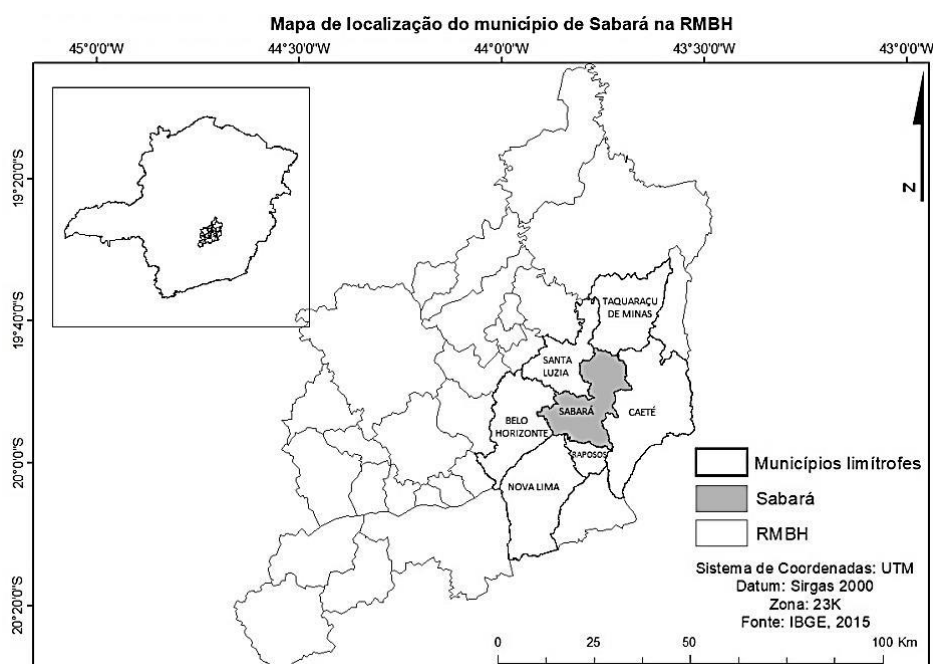 Mapa de localização do município de Sabará na RMBH
45°0'0"W
44°30'0"W
44°0'0"W
43°30'0"W
43°0'0"W
19°20'0"S
19°40'0"S
20°0'0"S
20°20'0"S
N
TAQUARAÇU
DE MINAS
SANTA
LUZIA
SABARÁ
CAETÉ
BELO
HORIZONTE
RAPOSOS
NOVA LIMA
Municípios limítrofes
Sabará
RMBH
Sistema de Coordenadas: UTM
Datum: Sirgas 2000
Zona: 23K
Fonte: IBGE, 2015
0 25 50 100 Km